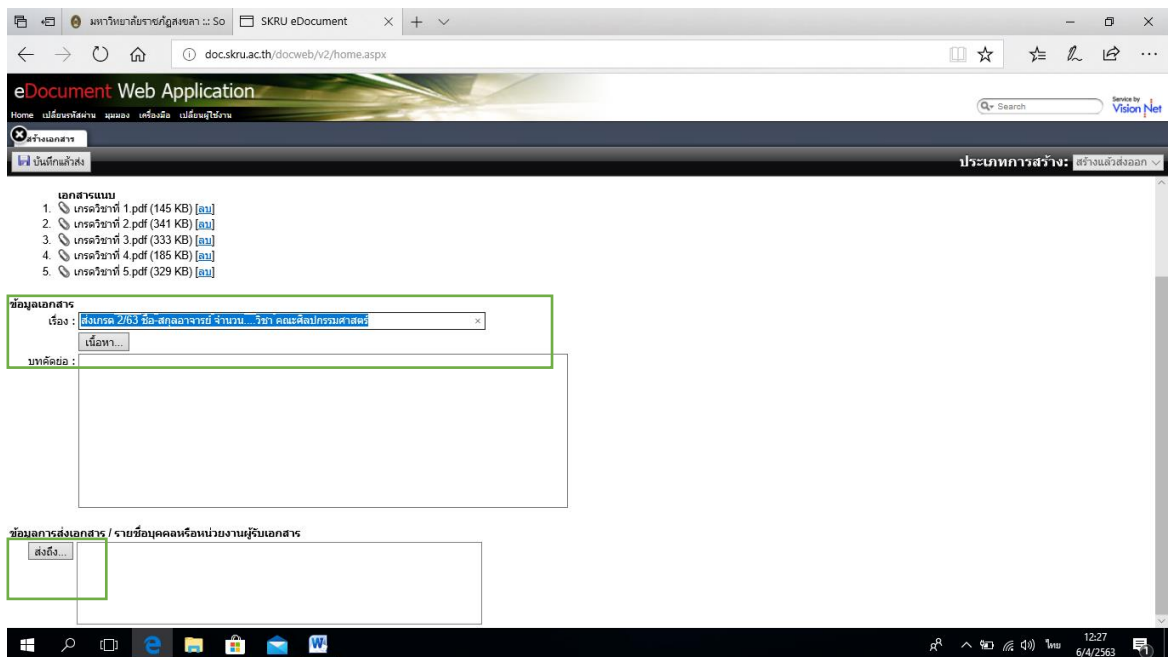 มหาวิทยาลัยราชภัฏสงขลา ::: So
SKRU eDocument
doc.skru.ac.th/docweb/v2/home.aspx
eDocument Web Application
Home เปลี่ยนรหัสผ่าน มุมมอง เครื่องมือ เปลี่ยนผู้ใช้งาน
Search
Service by
Vision Net
สร้างเอกสาร
บันทึกแล้วส่ง
ประเภทการสร้าง: สร้างแล้วส่งออก
เอกสารแนบ
1. เกรดวิชาที่ 1.pdf (145 KB) [ลบ]
2. เกรดวิชาที่ 2.pdf (341 KB) [ลบ]
3. เกรดวิชาที่ 3.pdf (333 KB) [ลบ]
4. เกรดวิชาที่ 4.pdf (185 KB) [ลบ]
5. เกรดวิชาที่ 5.pdf (329 KB) [ลบ]
ข้อมูลเอกสาร
เรื่อง : ส่งเกรด 2/63 ชื่อ-สกุลอาจารย์ จำนวน....วิชา คณะศิลปกรรมศาสตร์
เนื้อหา...
บทคัดย่อ :
ข้อมูลการส่งเอกสาร / รายชื่อบุคคลหรือหน่วยงานผู้รับเอกสาร
ส่งถึง...
ไทย
12:27
6/4/2563
1